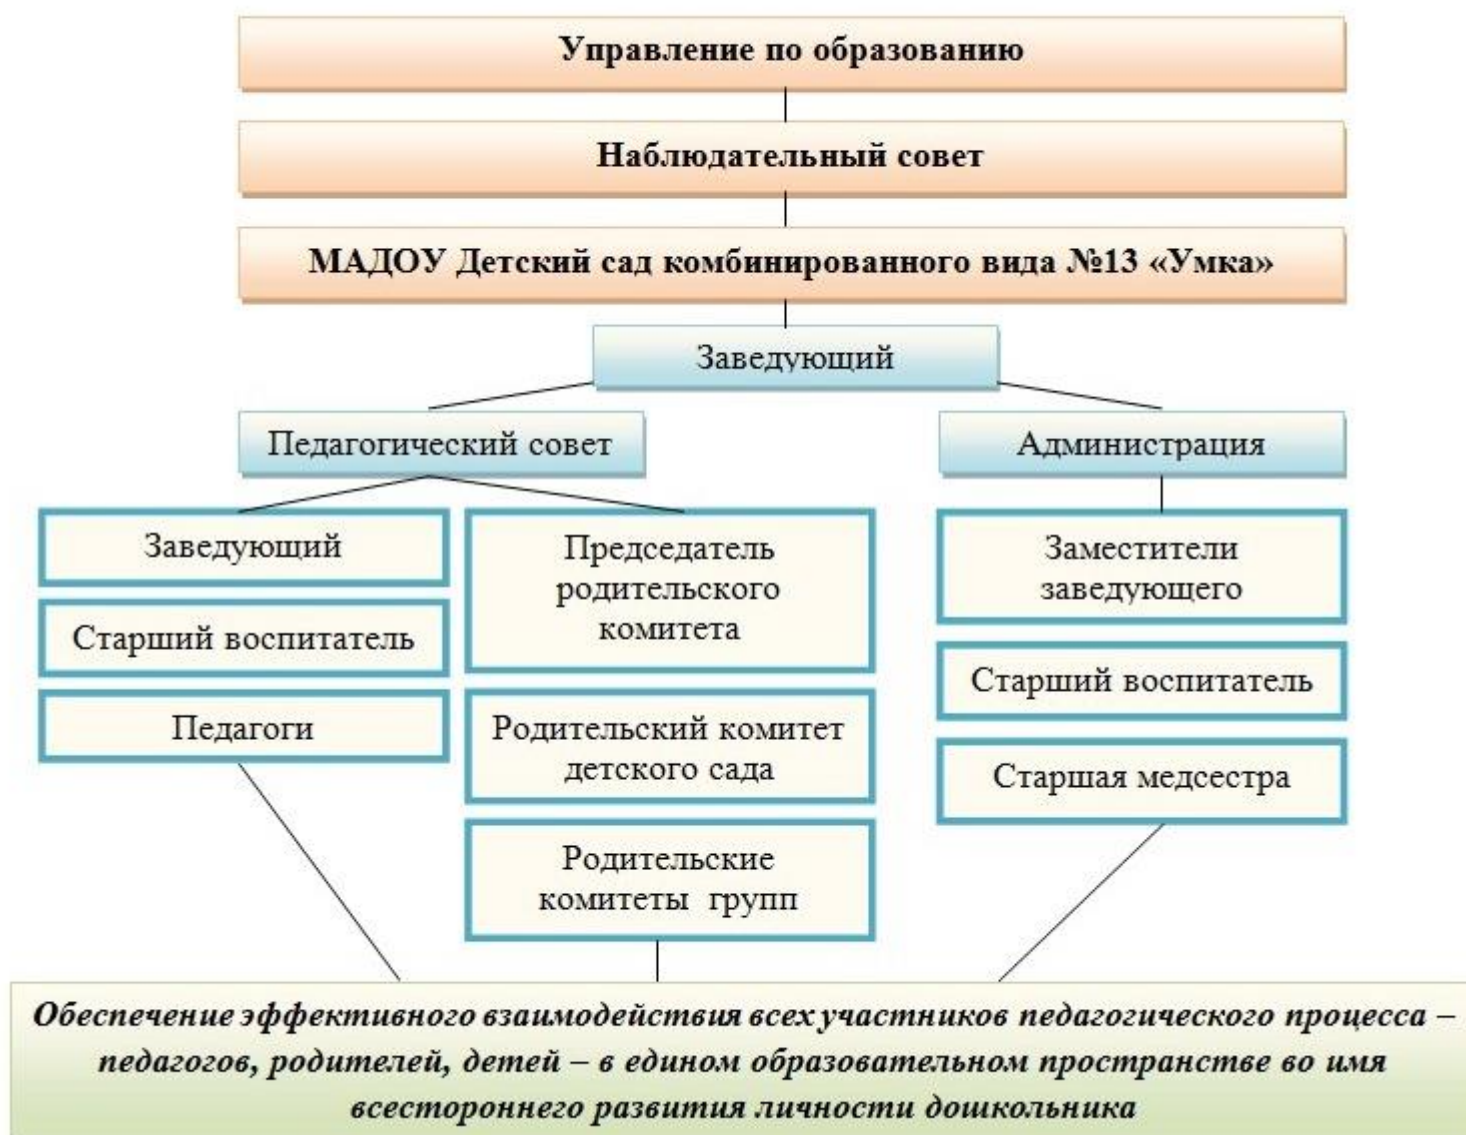 Управление по образованию
Наблюдательный совет
МАДОУ Детский сад комбинированного вида №13 «Умка»
Заведующий
Педагогический совет
Администрация
Заведующий
Старший воспитатель
Педагоги
Председатель
родительского
комитета
Родительский комитет
детского сада
Родительские
комитеты групп
Заместители
заведующего
Старший воспитатель
Старшая медсестра
Обеспечение эффективного взаимодействия всех участников педагогического процесса –
педагогов, родителей, детей – в едином образовательном пространстве во имя
всестороннего развития личности дошкольника